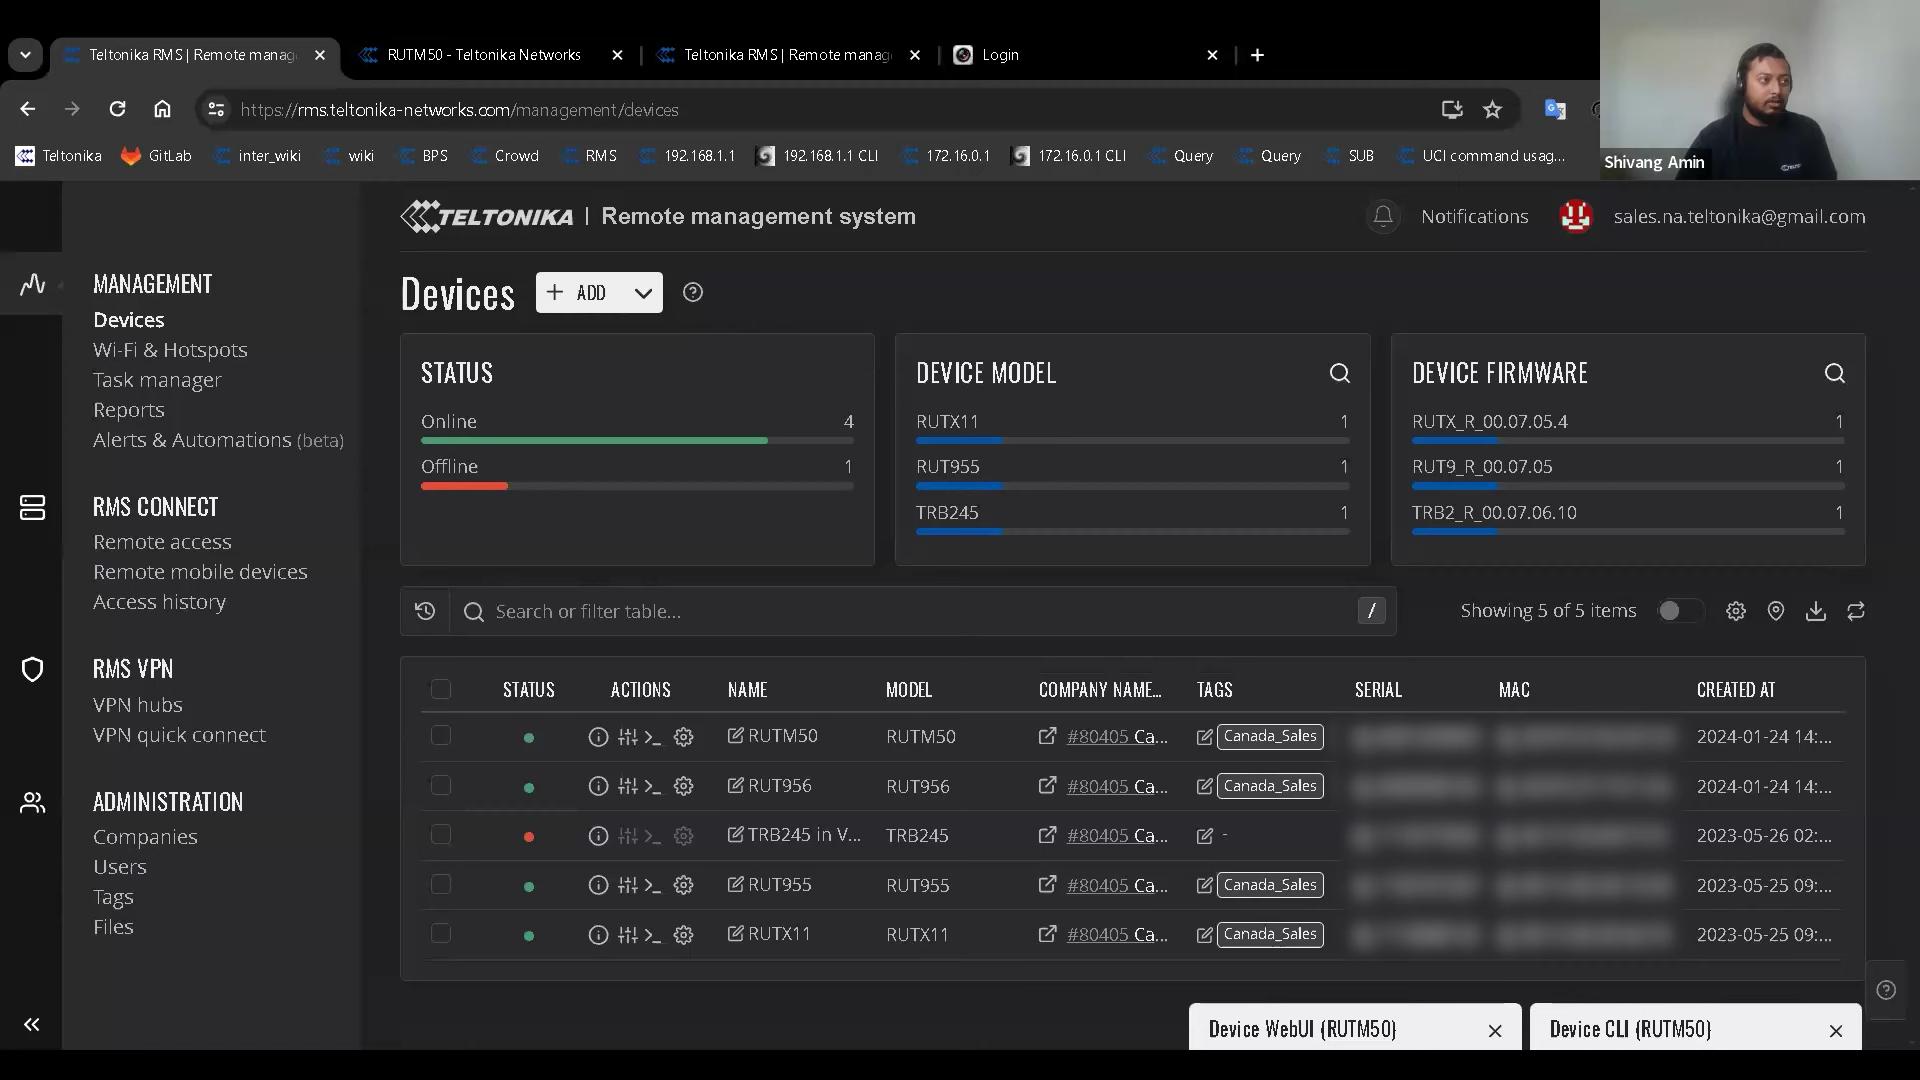 Teltonika RMS | Remote manag
RUTM50 - Teltonika Networks
Teltonika RMS | Remote manag
Login
https://rms.teltonika-networks.com/management/devices
Teltonika
GitLab
inter_wiki
wiki
BPS
Crowd
RMS
192.168.1.1
192.168.1.1 CLI
172.16.0.1
172.16.0.1 CLI
Query
Query
SUB
UCI command usag...
Shivang Amin
TELTONIKA | Remote management system
Notifications
sales.na.teltonika@gmail.com
MANAGEMENT
Devices
Wi-Fi & Hotspots
Task manager
Reports
Alerts & Automations (beta)
RMS CONNECT
Remote access
Remote mobile devices
Access history
RMS VPN
VPN hubs
VPN quick connect
ADMINISTRATION
Companies
Users
Tags
Files
Devices
+ ADD
STATUS
Online 4
Offline 1
DEVICE MODEL
RUTX11 1
RUT955 1
TRB245 1
DEVICE FIRMWARE
RUTX_R_00.07.05.4 1
RUT9_R_00.07.05 1
TRB2_R_00.07.06.10 1
Search or filter table... /
Showing 5 of 5 items
STATUS ACTIONS NAME MODEL COMPANY NAME... TAGS SERIAL MAC CREATED AT
RUTM50 RUTM50 #80405 Ca... Canada_Sales 2024-01-24 14:...
RUT956 RUT956 #80405 Ca... Canada_Sales 2024-01-24 14:...
TRB245 in V... TRB245 #80405 Ca... - 2023-05-26 02:...
RUT955 RUT955 #80405 Ca... Canada_Sales 2023-05-25 09:...
RUTX11 RUTX11 #80405 Ca... Canada_Sales 2023-05-25 09:...
Device WebUI (RUTM50)
Device CLI (RUTM50)